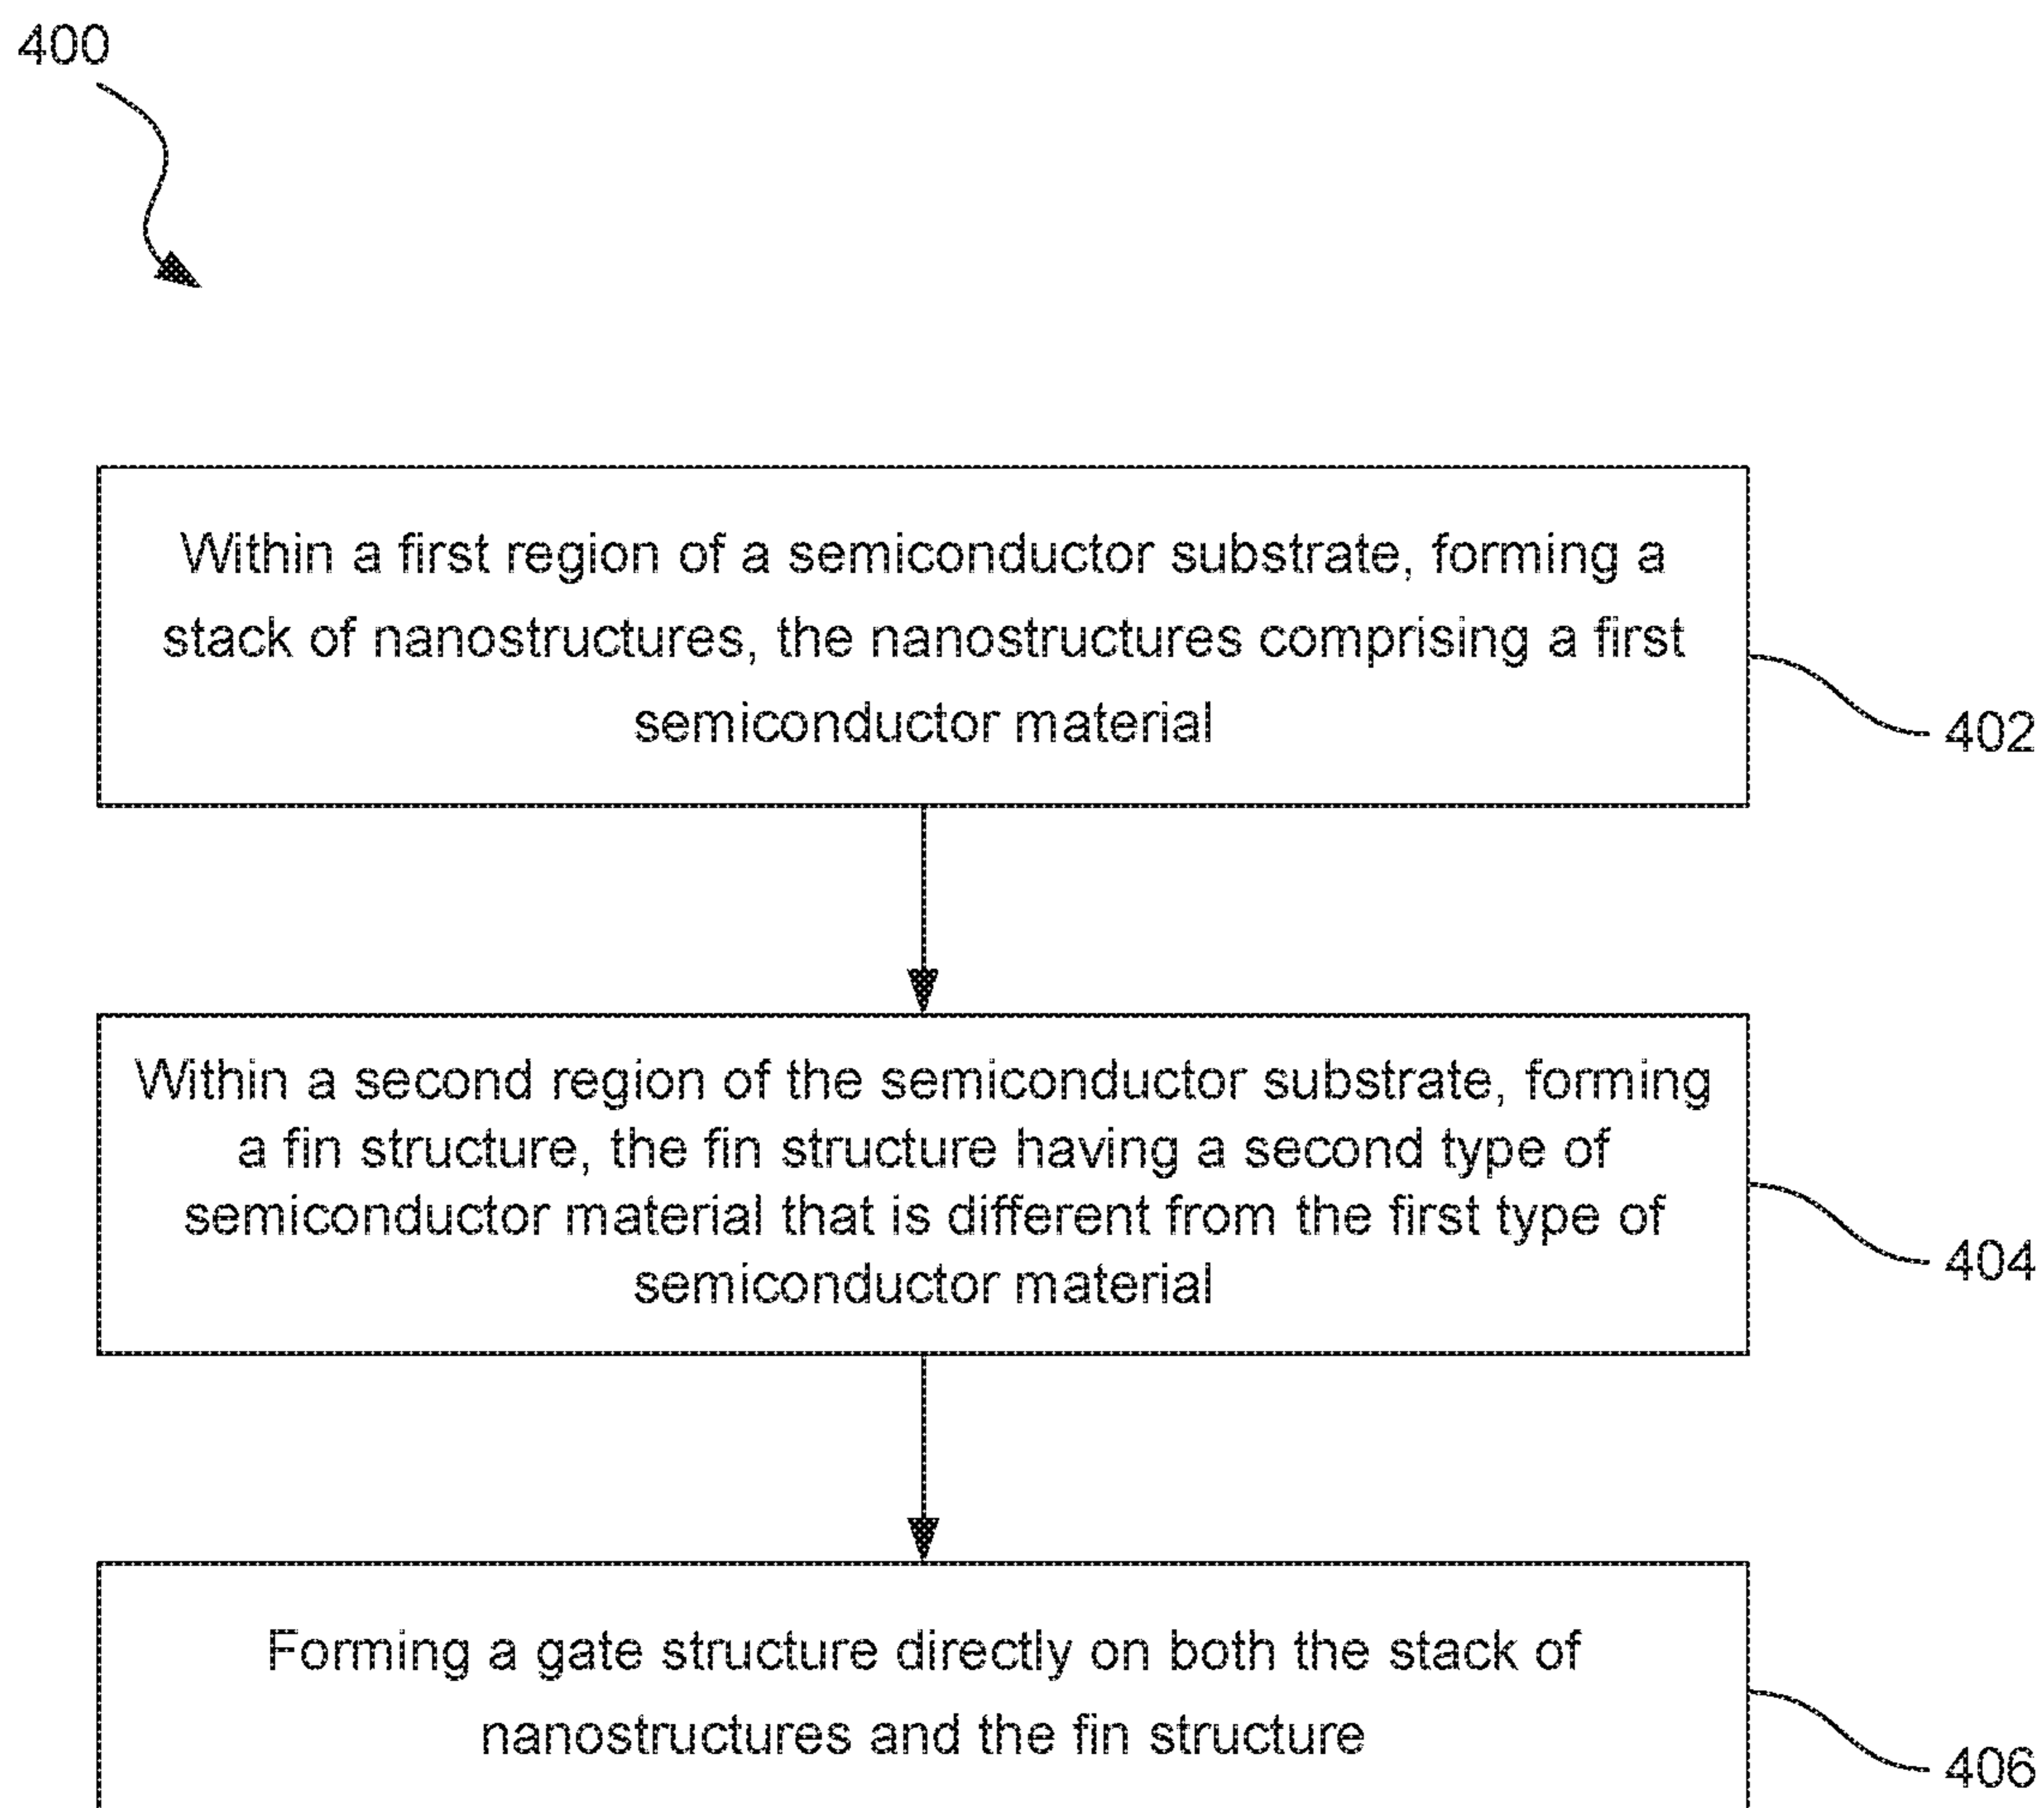 400
Within a first region of a semiconductor substrate, forming a
stack of nanostructures, the nanostructures comprising a first
semiconductor material
402
Within a second region of the semiconductor substrate, forming
a fin structure, the fin structure having a second type of
semiconductor material that is different from the first type of
semiconductor material
404
Forming a gate structure directly on both the stack of
nanostructures and the fin structure
406